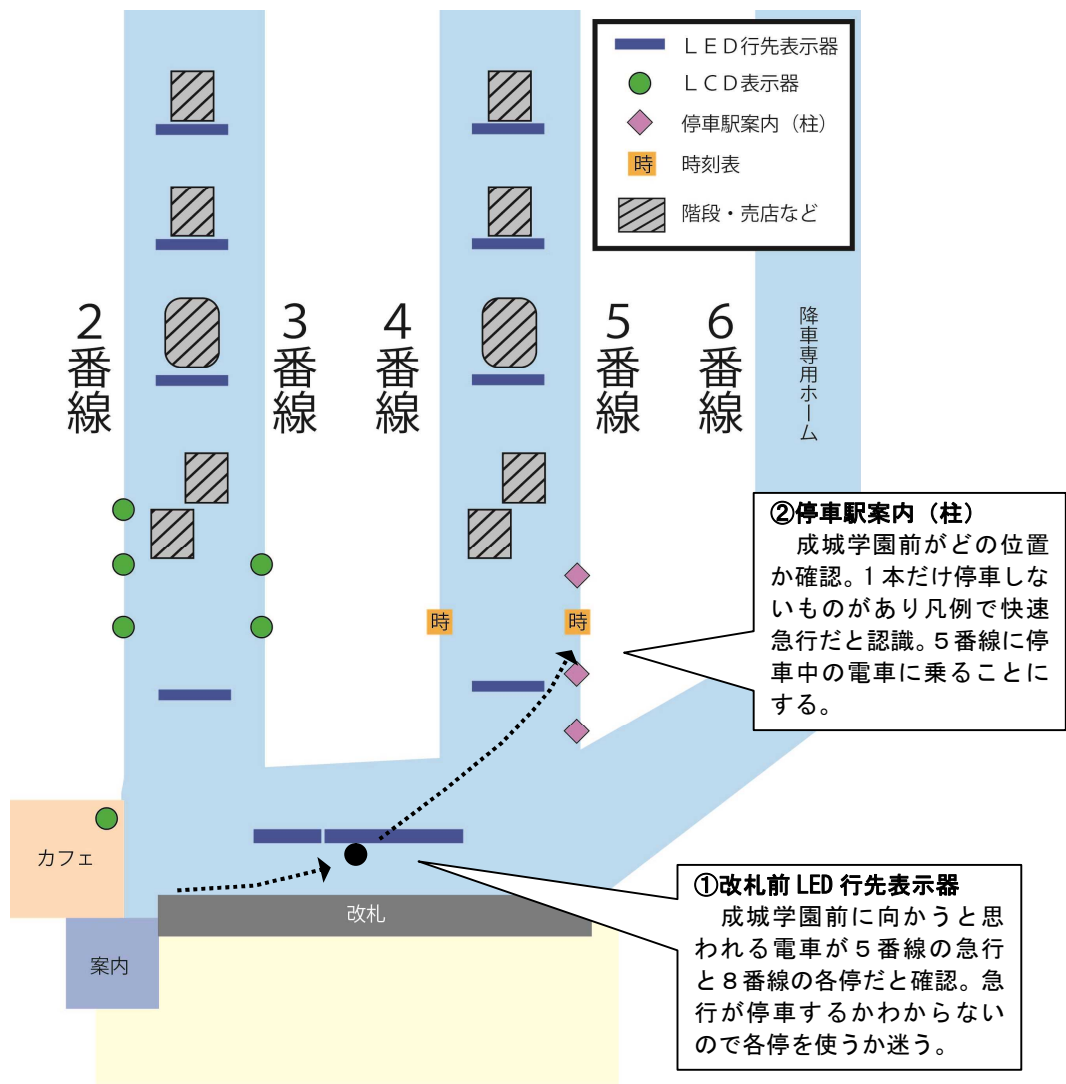 ＬＥＤ行先表示器
ＬＣＤ表示器
停車駅案内（柱）
時 時刻表
階段・売店など
2番線
3番線
4番線
5番線
6番線
降車専用ホーム
時
時
②停車駅案内（柱）
成城学園前がどの位置
か確認。１本だけ停車しな
いものがあり凡例で快速
急行だと認識。５番線に停
車中の電車に乗ることに
する。
カフェ
改札
案内
①改札前 LED 行先表示器
成城学園前に向かうと思
われる電車が５番線の急行
と８番線の各停だと確認。急
行が停車するかわからない
ので各停を使うか迷う。